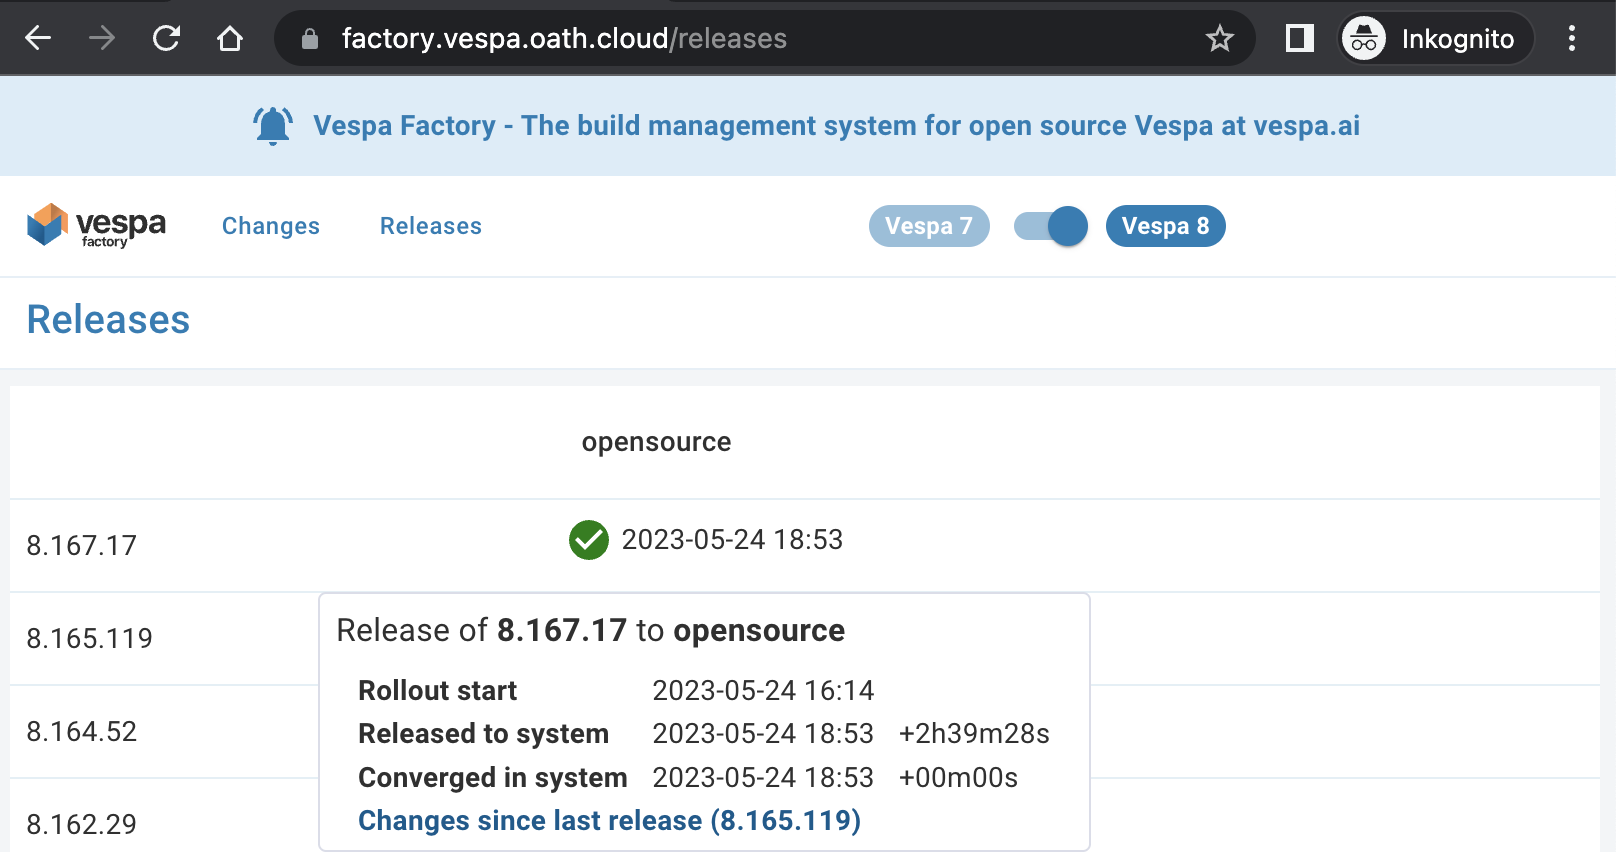 factory.vespa.oath.cloud/releases
Inkognito
Vespa Factory - The build management system for open source Vespa at vespa.ai
vespa
factory
Changes
Releases
Vespa 7
Vespa 8
Releases
opensource
8.167.17
2023-05-24 18:53
8.165.119
8.164.52
8.162.29
Release of 8.167.17 to opensource
Rollout start 2023-05-24 16:14
Released to system 2023-05-24 18:53 +2h39m28s
Converged in system 2023-05-24 18:53 +00m00s
Changes since last release (8.165.119)